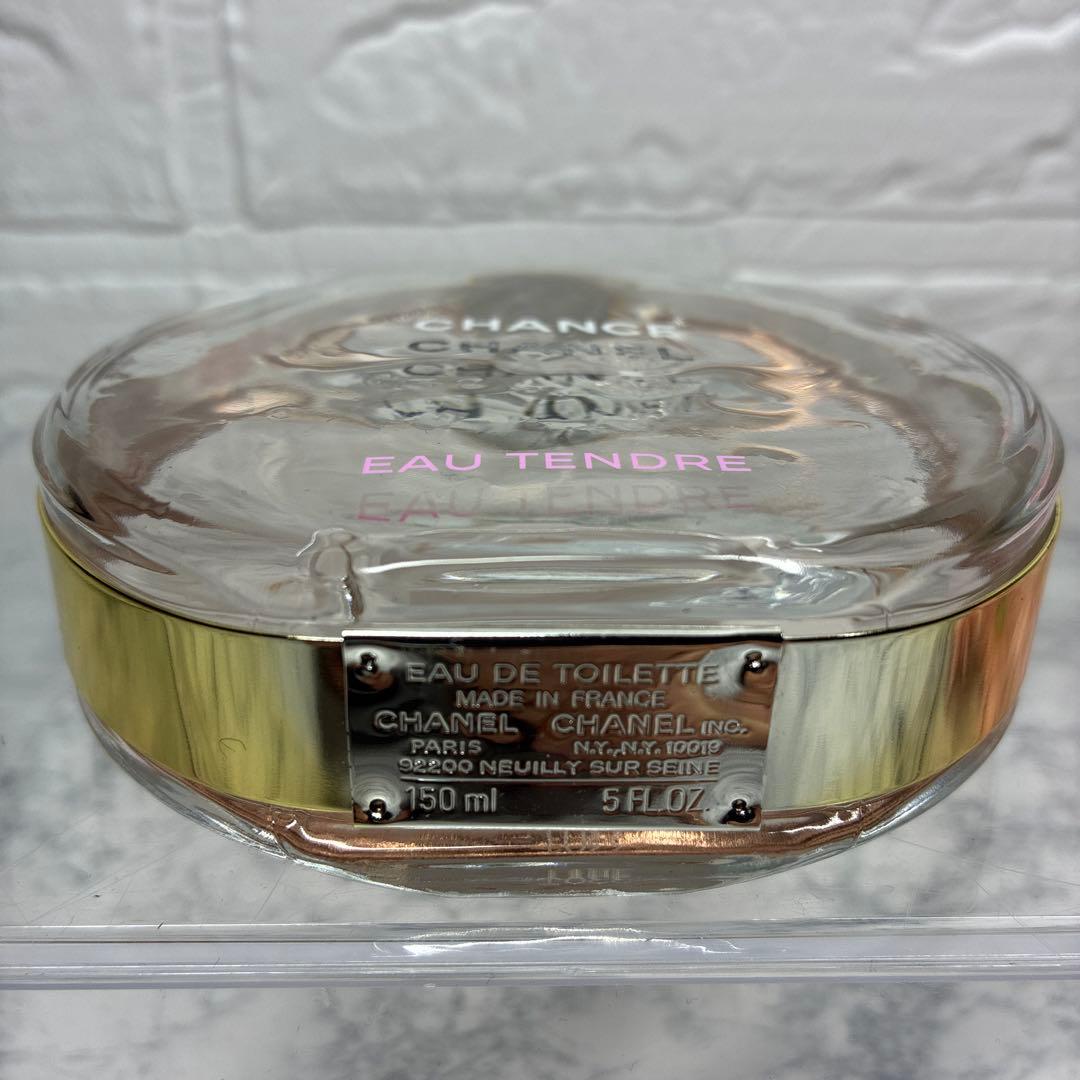 CHANCE
CHANEL
EAU TENDRE
EAU DE TOILETTE
MADE IN FRANCE
CHANEL CHANEL INC.
PARIS N.Y., N.Y. 10019
92200 NEUILLY SUR SEINE
150 ml 5 FL.OZ.